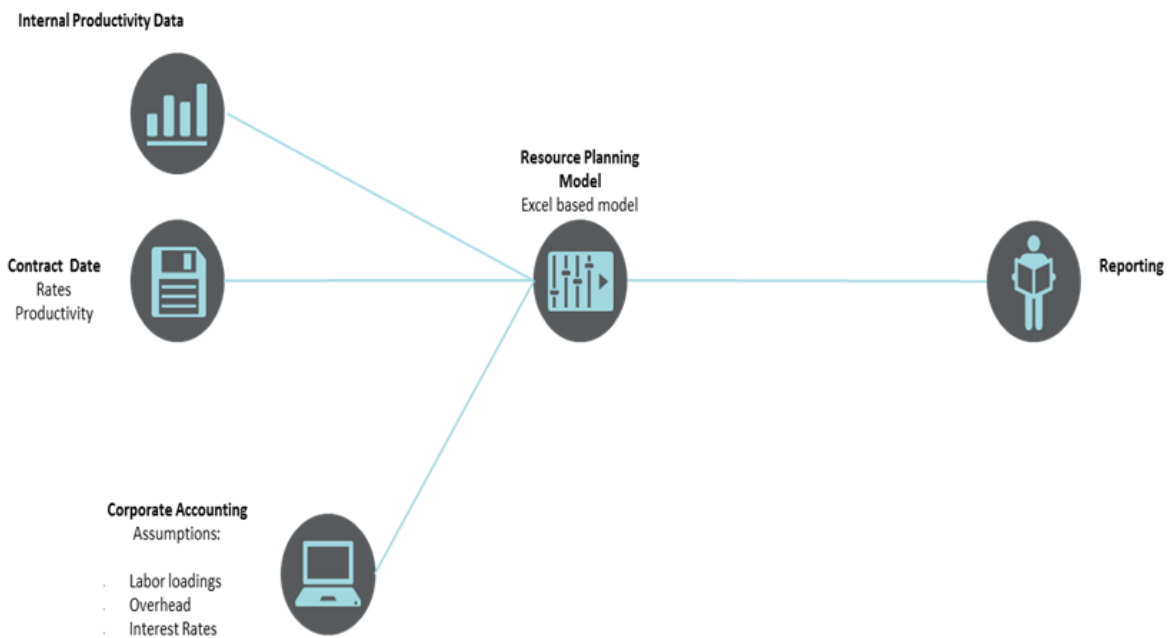 Internal Productivity Data
Resource Planning
Model
Excel based model
Contract Date
Rates
Productivity
Reporting
Corporate Accounting
Assumptions:
. Labor loadings
. Overhead
. Interest Rates